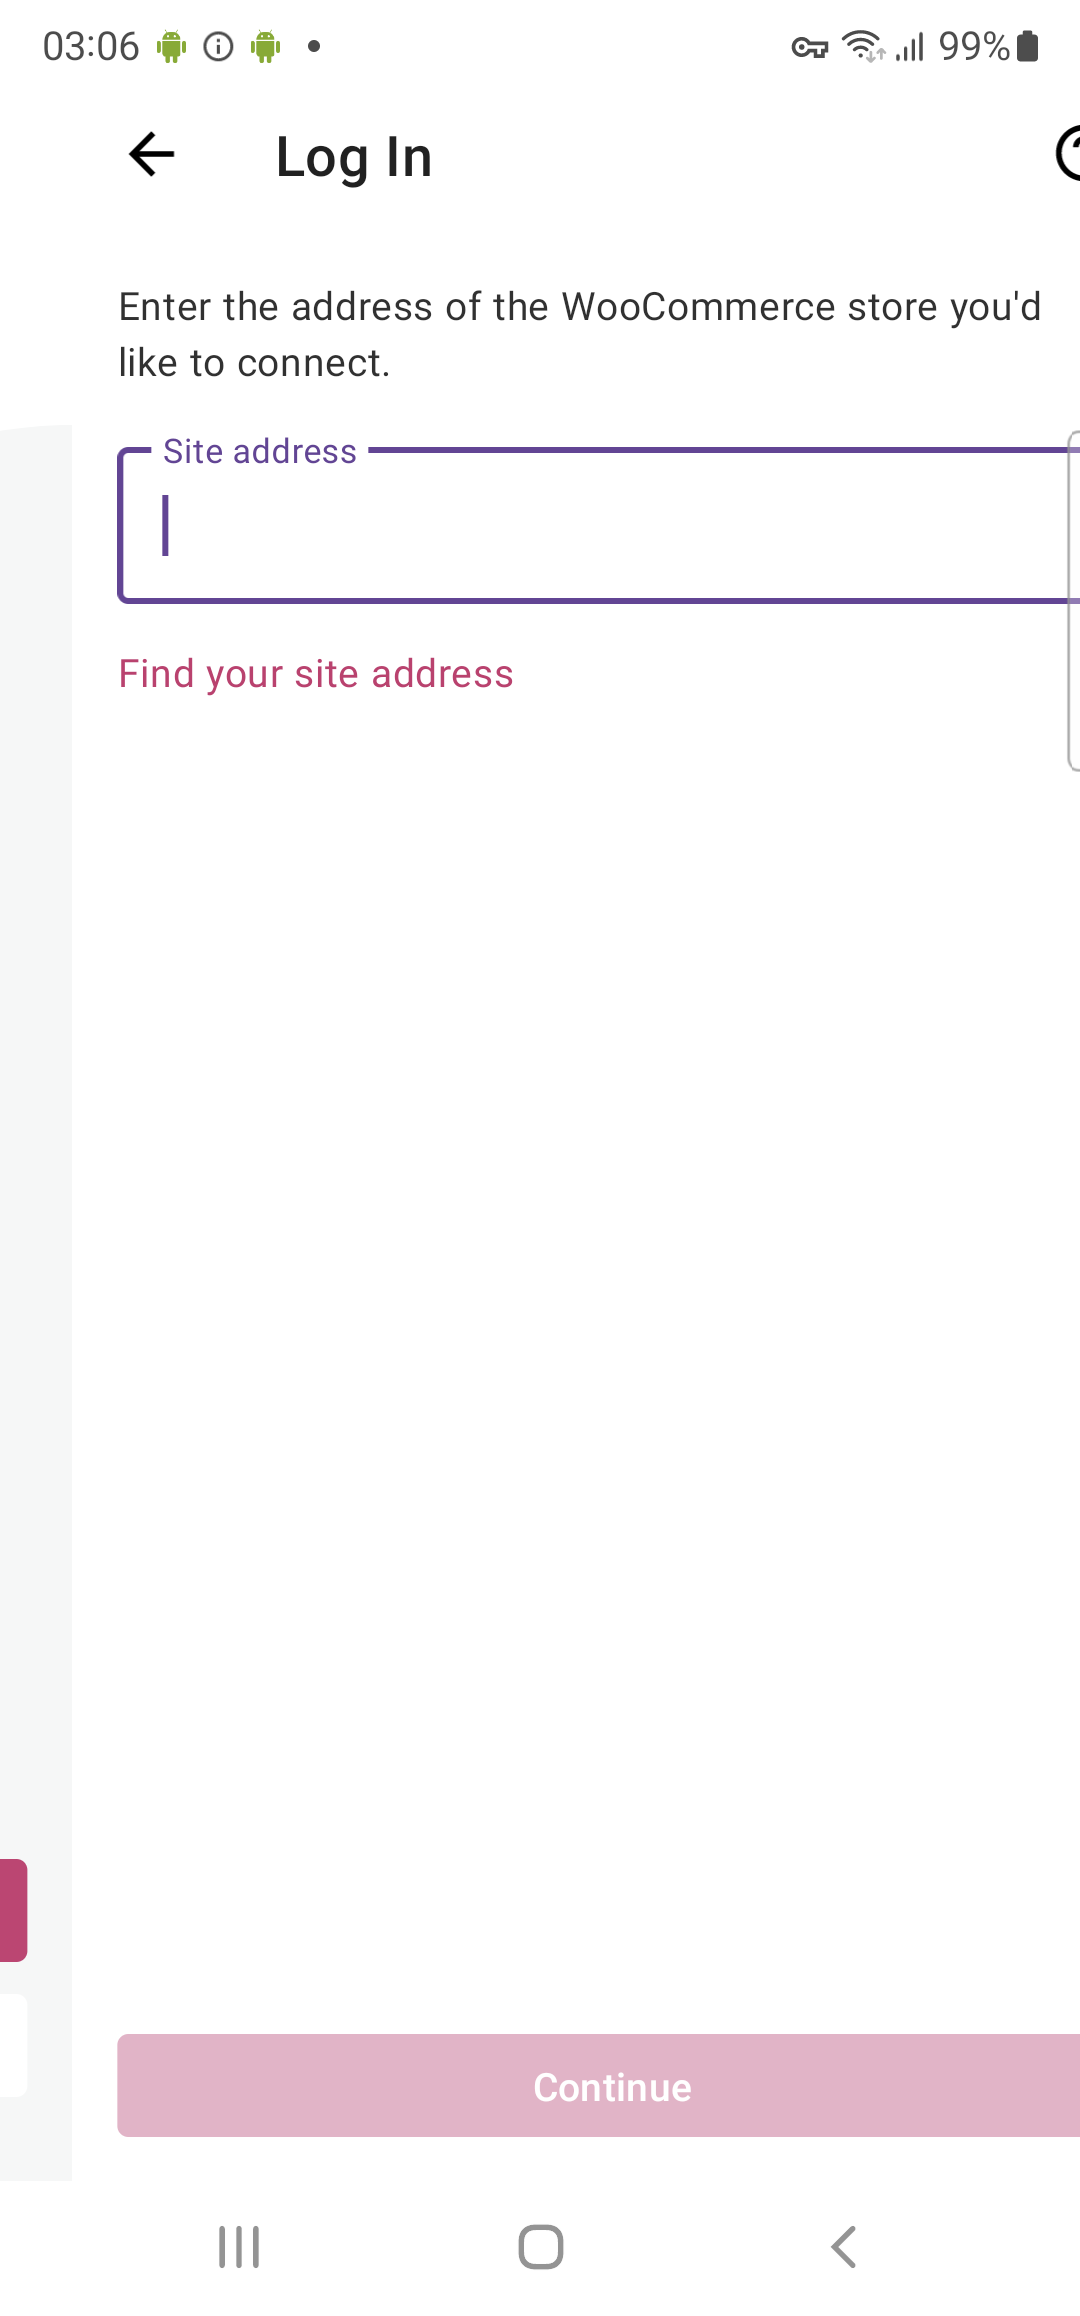 03:06
99%
Log In
Enter the address of the WooCommerce store you'd
like to connect.
Site address
Find your site address
Continue